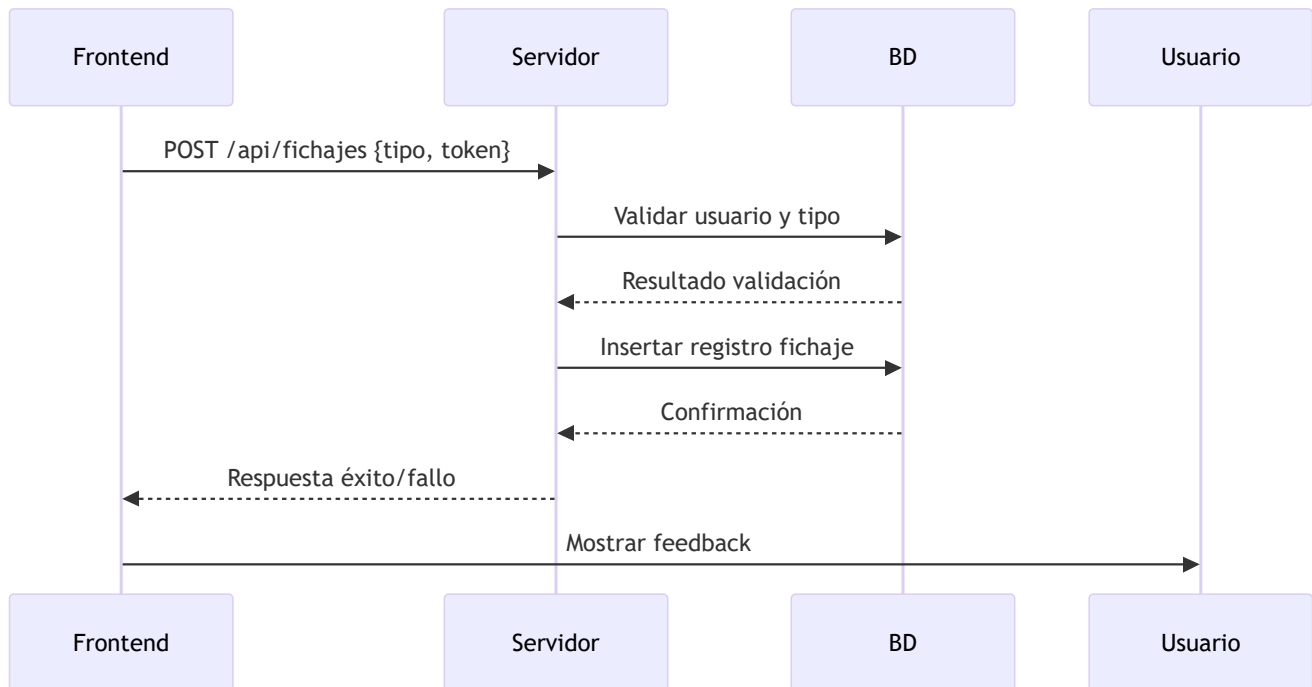 Frontend
Servidor
BD
Usuario
POST /api/fichajes {tipo, token}
Validar usuario y tipo
Resultado validación
Insertar registro fichaje
Confirmación
Respuesta éxito/fallo
Mostrar feedback
Frontend
Servidor
BD
Usuario